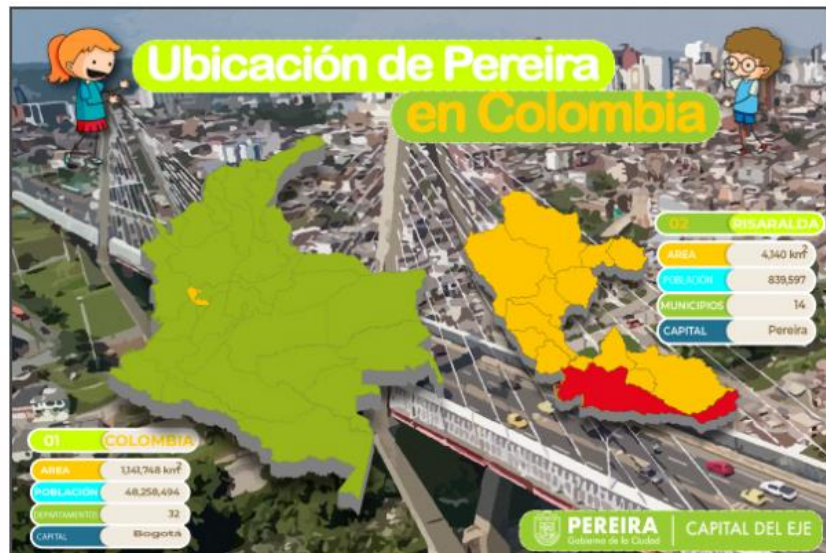 Ubicación de Pereira
en Colombia
02 RISARALDA
AREA 4,140 km2
POBLACIÓN 839,597
MUNICIPIOS 14
CAPITAL Pereira
01 COLOMBIA
AREA 1,141,748 km2
POBLACIÓN 48,258,494
DEPARTAMENTOS 32
CAPITAL Bogotá
PEREIRA
Gobierno de la Ciudad
CAPITAL DEL EJE